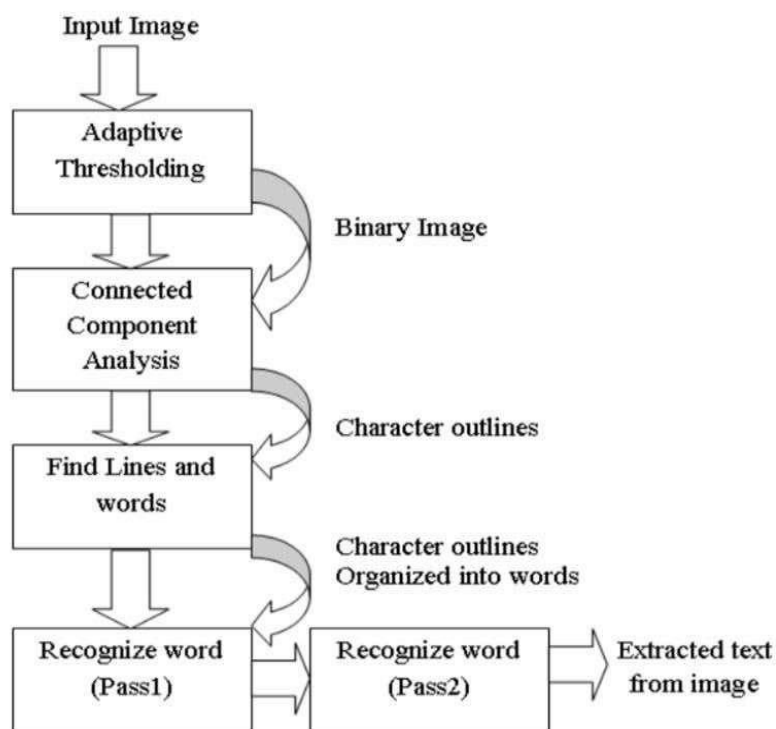 Input Image
Adaptive
Thresholding
Binary Image
Connected
Component
Analysis
Character outlines
Find Lines and
words
Character outlines
Organized into words
Recognize word
(Pass1)
Recognize word
(Pass2)
Extracted text
from image